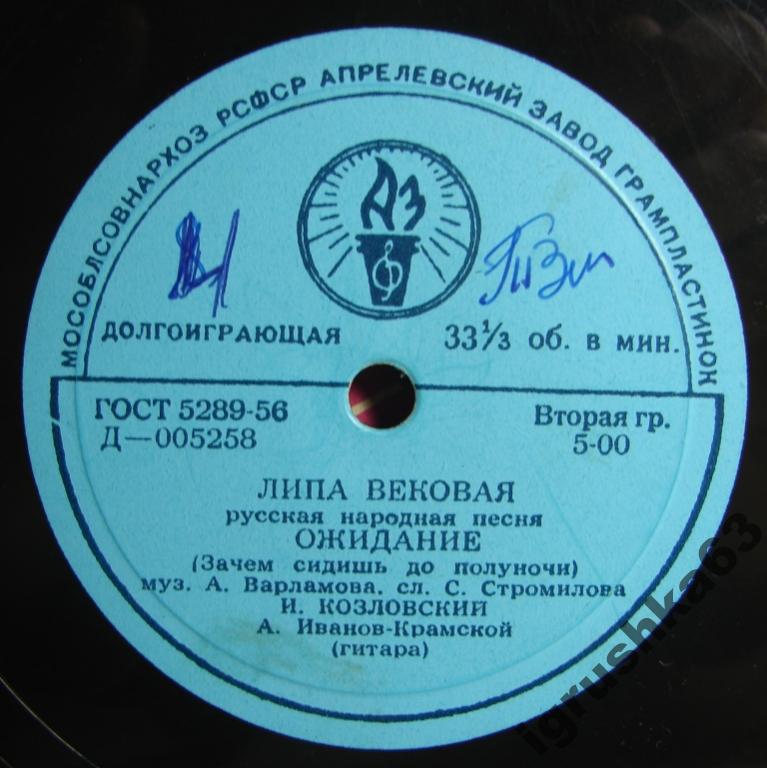 МОСОБЛСОВНАРХОЗ РСФСР АПРЕЛЕВСКИЙ ЗАВОД ГРАМПЛАСТИНОК
АЗ
ДОЛГОИГРАЮЩАЯ 33⅓ об. в мин.
ГОСТ 5289-56 Вторая гр.
Д—005258 5-00
ЛИПА ВЕКОВАЯ
русская народная песня
ОЖИДАНИЕ
(Зачем сидишь до полуночи)
муз. А. Варламова, сл. С. Стромилова
И. КОЗЛОВСКИЙ
А. Иванов-Крамской
(гитара)
igrushka63